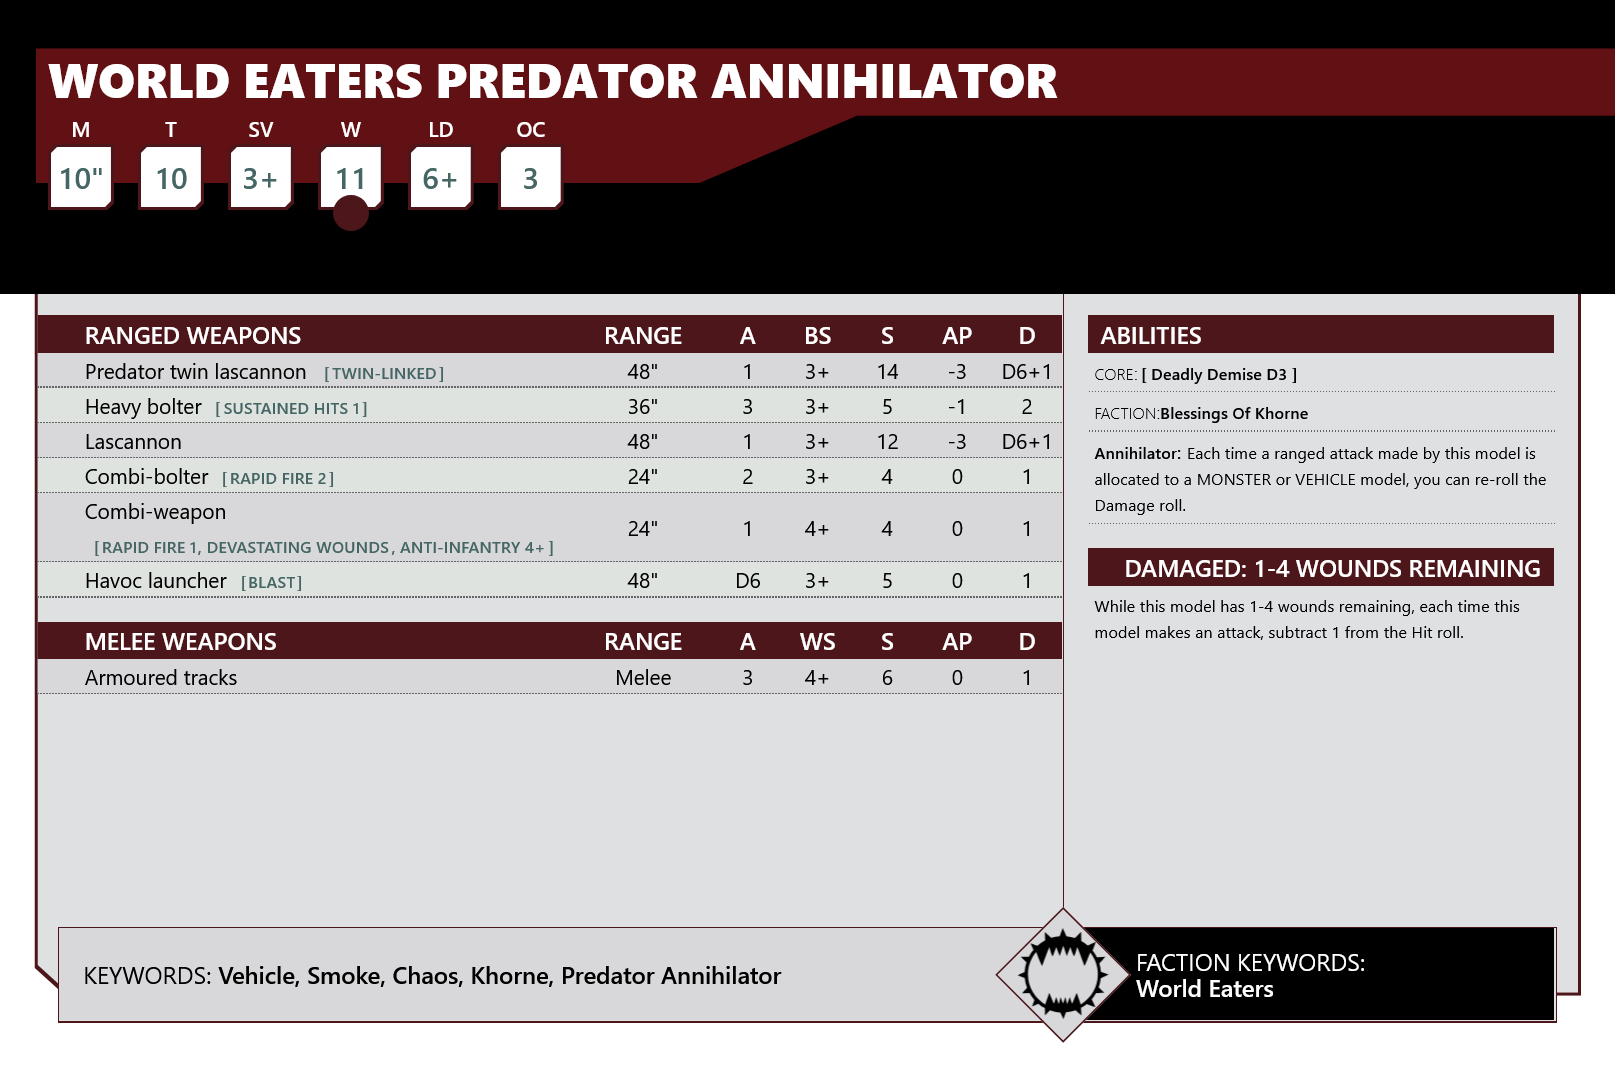 WORLD EATERS PREDATOR ANNIHILATOR
M T SV W LD OC
10" 10 3+ 11 6+ 3
RANGED WEAPONS RANGE A BS S AP D
Predator twin lascannon [TWIN-LINKED] 48" 1 3+ 14 -3 D6+1
Heavy bolter [SUSTAINED HITS 1] 36" 3 3+ 5 -1 2
Lascannon 48" 1 3+ 12 -3 D6+1
Combi-bolter [RAPID FIRE 2] 24" 2 3+ 4 0 1
Combi-weapon 24" 1 4+ 4 0 1
[RAPID FIRE 1, DEVASTATING WOUNDS, ANTI-INFANTRY 4+]
Havoc launcher [BLAST] 48" D6 3+ 5 0 1
MELEE WEAPONS RANGE A WS S AP D
Armoured tracks Melee 3 4+ 6 0 1
ABILITIES
CORE: [ Deadly Demise D3 ]
FACTION:Blessings Of Khorne
Annihilator: Each time a ranged attack made by this model is
allocated to a MONSTER or VEHICLE model, you can re-roll the
Damage roll.
DAMAGED: 1-4 WOUNDS REMAINING
While this model has 1-4 wounds remaining, each time this
model makes an attack, subtract 1 from the Hit roll.
KEYWORDS: Vehicle, Smoke, Chaos, Khorne, Predator Annihilator
FACTION KEYWORDS:
World Eaters